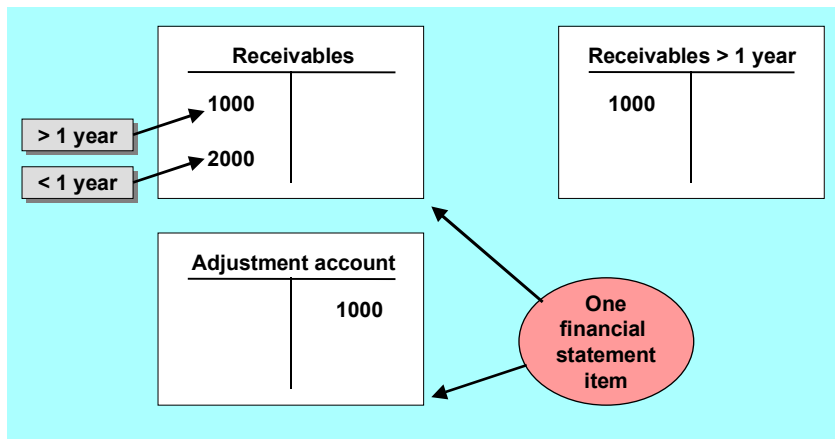 Receivables
1000
2000
> 1 year
< 1 year
Receivables > 1 year
1000
Adjustment account
1000
One
financial
statement
item